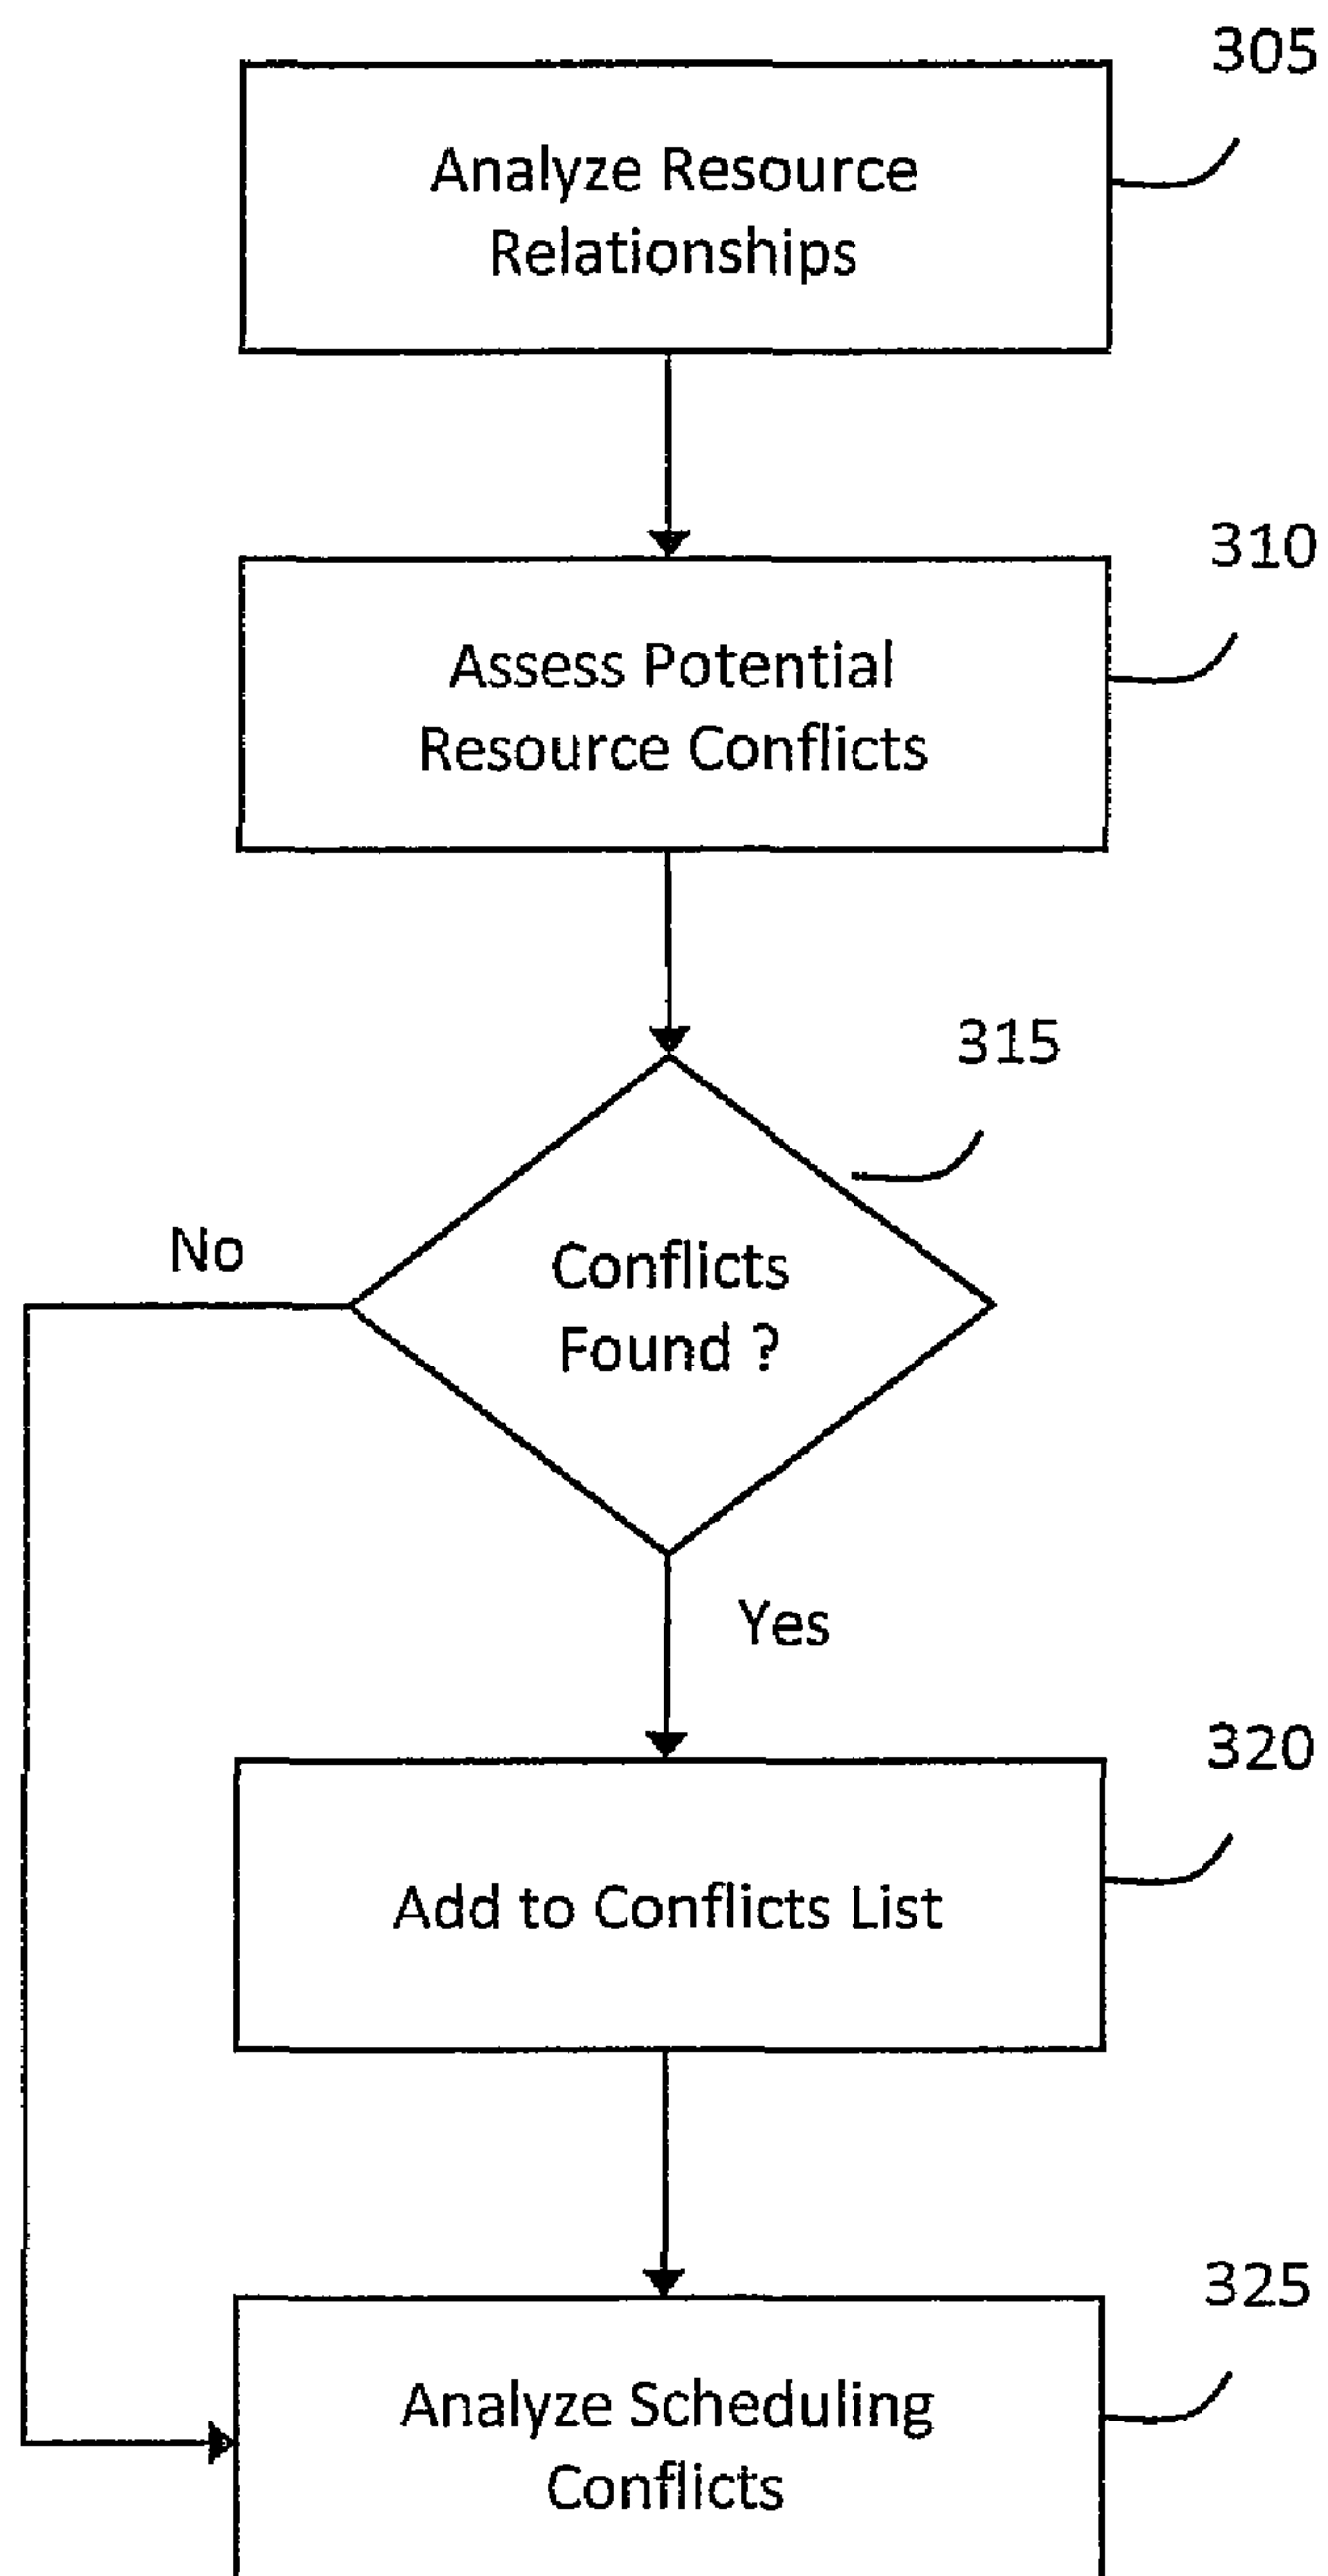 305
Analyze Resource
Relationships
310
Assess Potential
Resource Conflicts
315
No
Conflicts
Found ?
Yes
320
Add to Conflicts List
325
Analyze Scheduling
Conflicts